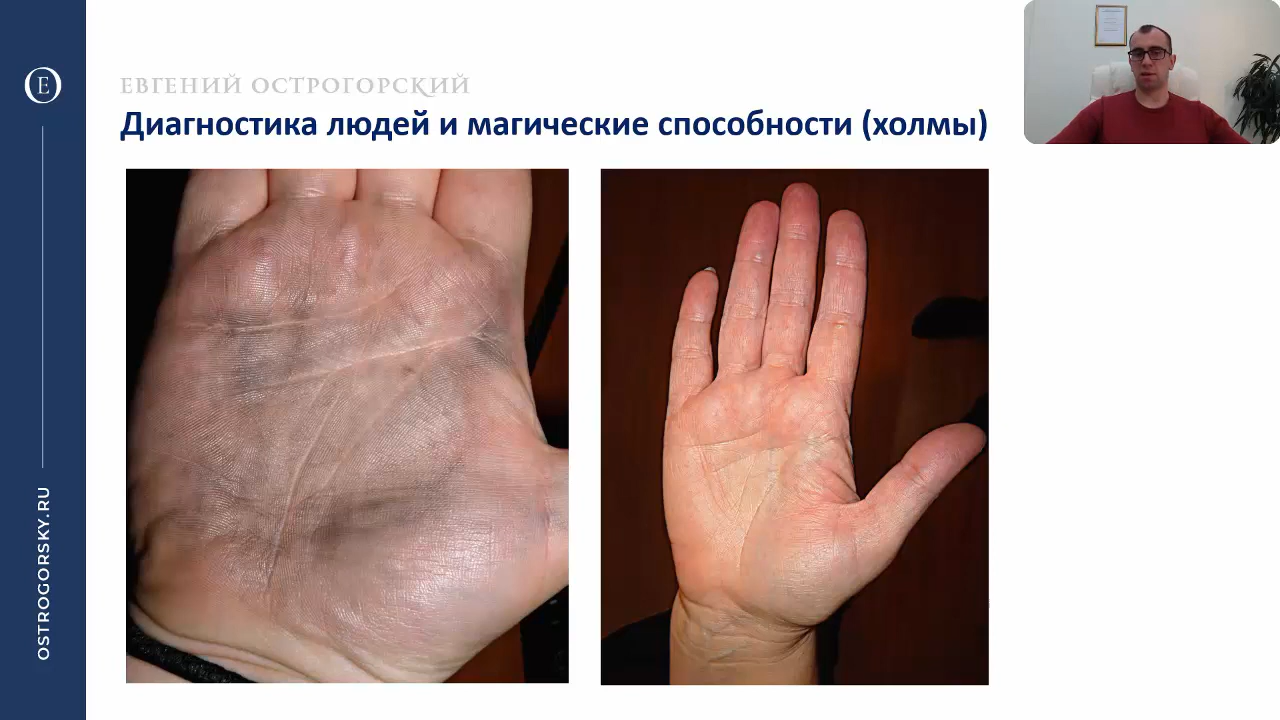 ЕВГЕНИЙ ОСТРОГОРСКИЙ
Диагностика людей и магические способности (холмы)
OSTROGORSKY.RU